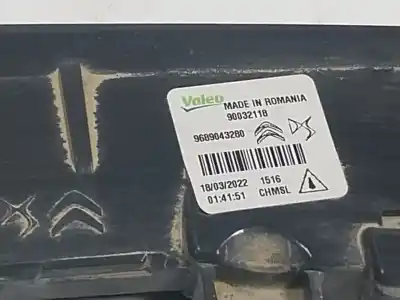 Valeo
MADE IN ROMANIA
90032118
9689043280
18/03/2022 1516
01:41:51 CHMSL